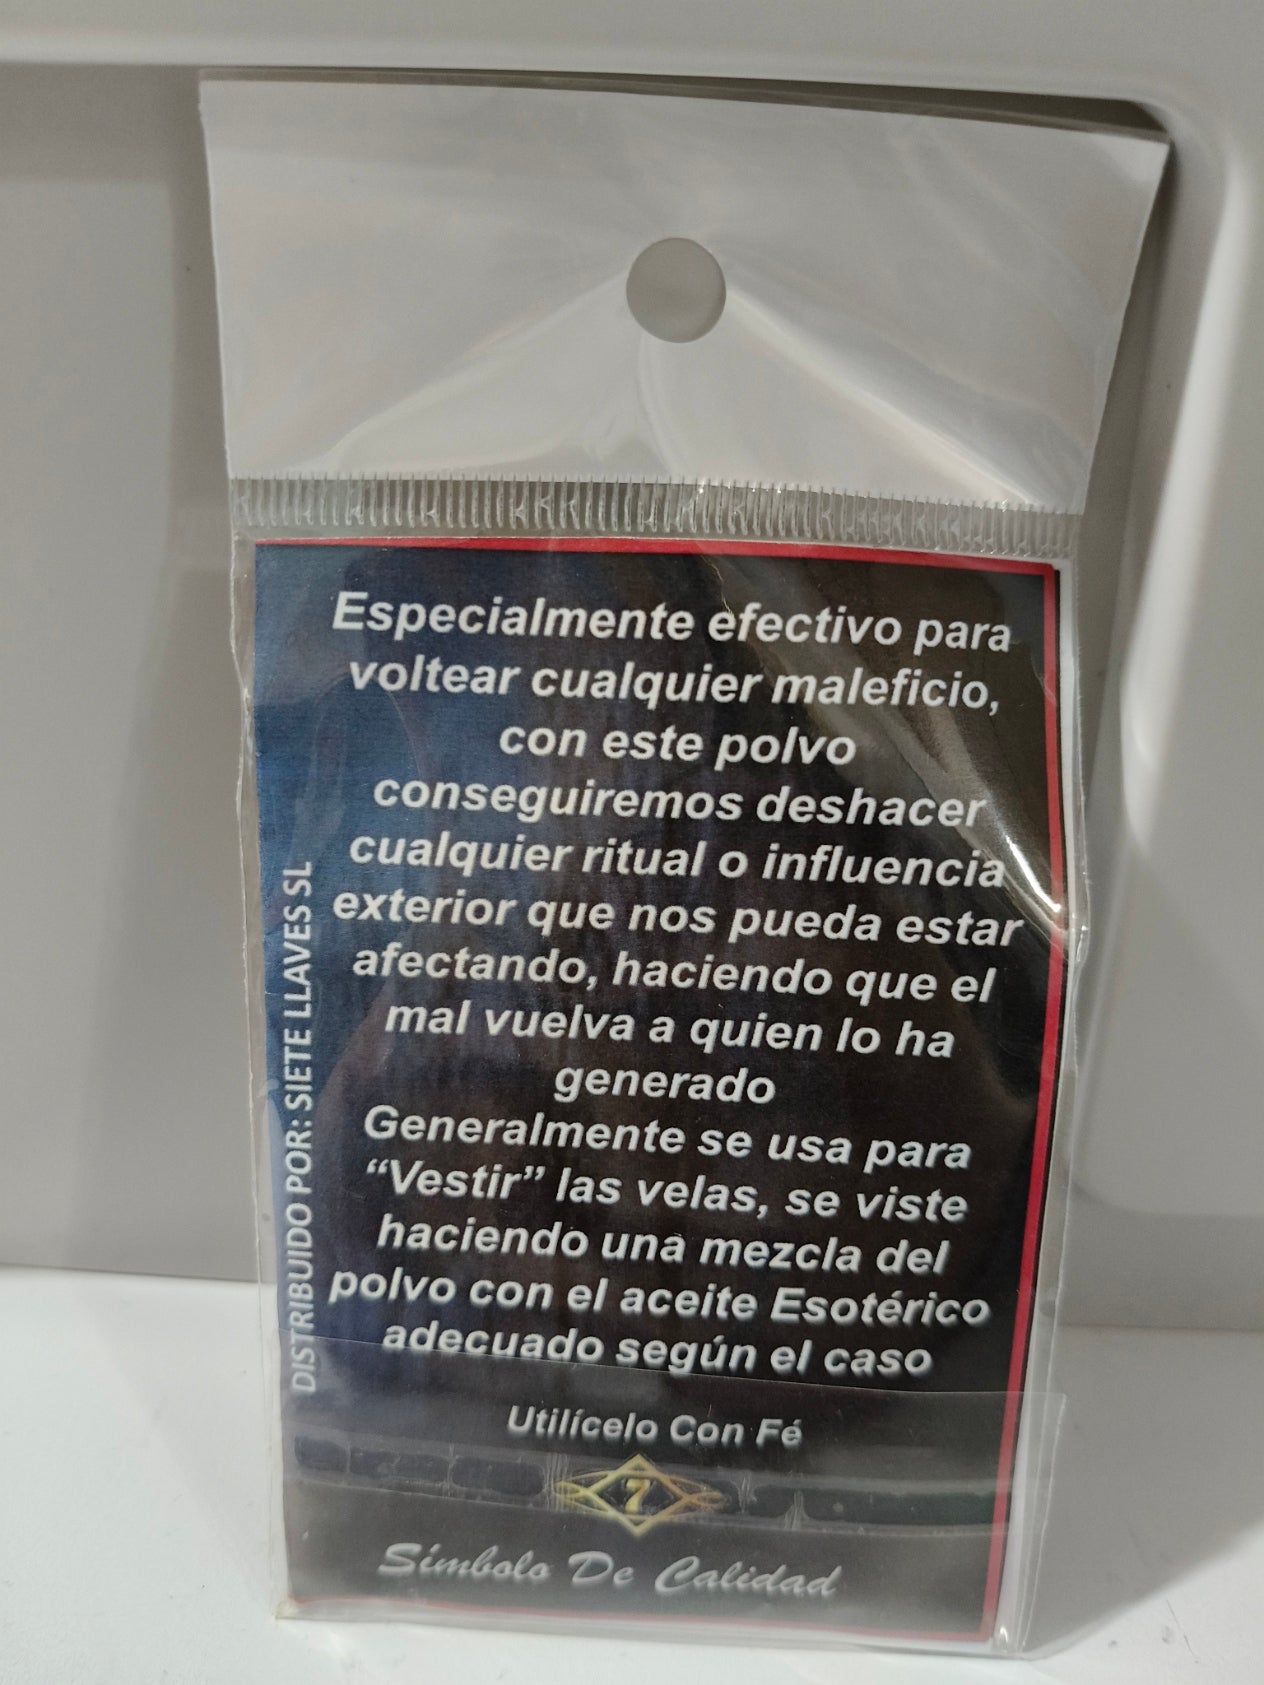 Especialmente efectivo para
voltear cualquier maleficio,
con este polvo
conseguiremos deshacer
cualquier ritual o influencia
exterior que nos pueda estar
afectando, haciendo que el
mal vuelva a quien lo ha
generado
Generalmente se usa para
“Vestir” las velas, se viste
haciendo una mezcla del
polvo con el aceite Esotérico
adecuado según el caso
Utilícelo Con Fé
7
Símbolo De Calidad
DISTRIBUIDO POR: SIETE LLAVES SL